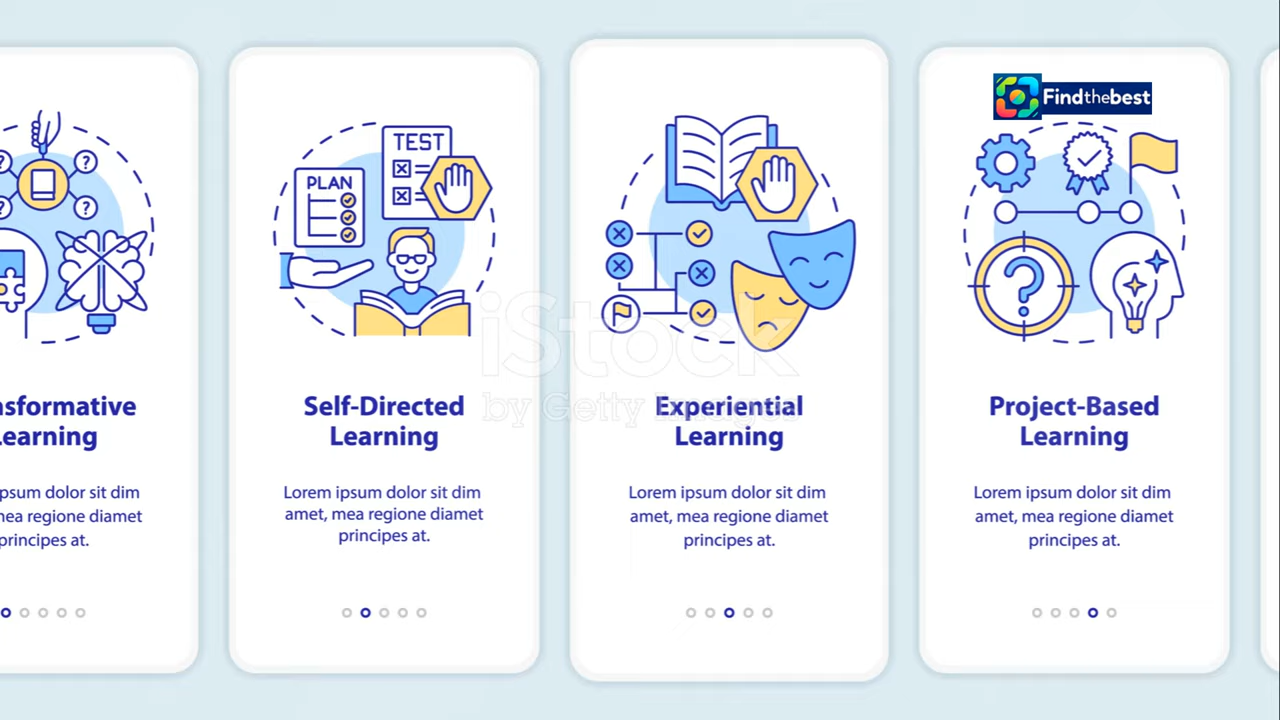 Findthebest
?
?
?
?
TEST
PLAN
?
nsformative
Learning
psum dolor sit dim
mea regione diamet
principes at.
Self-Directed
Learning
Lorem ipsum dolor sit dim
amet, mea regione diamet
principes at.
Experiential
Learning
Lorem ipsum dolor sit dim
amet, mea regione diamet
principes at.
Project-Based
Learning
Lorem ipsum dolor sit dim
amet, mea regione diamet
principes at.
iStock
by Getty Images